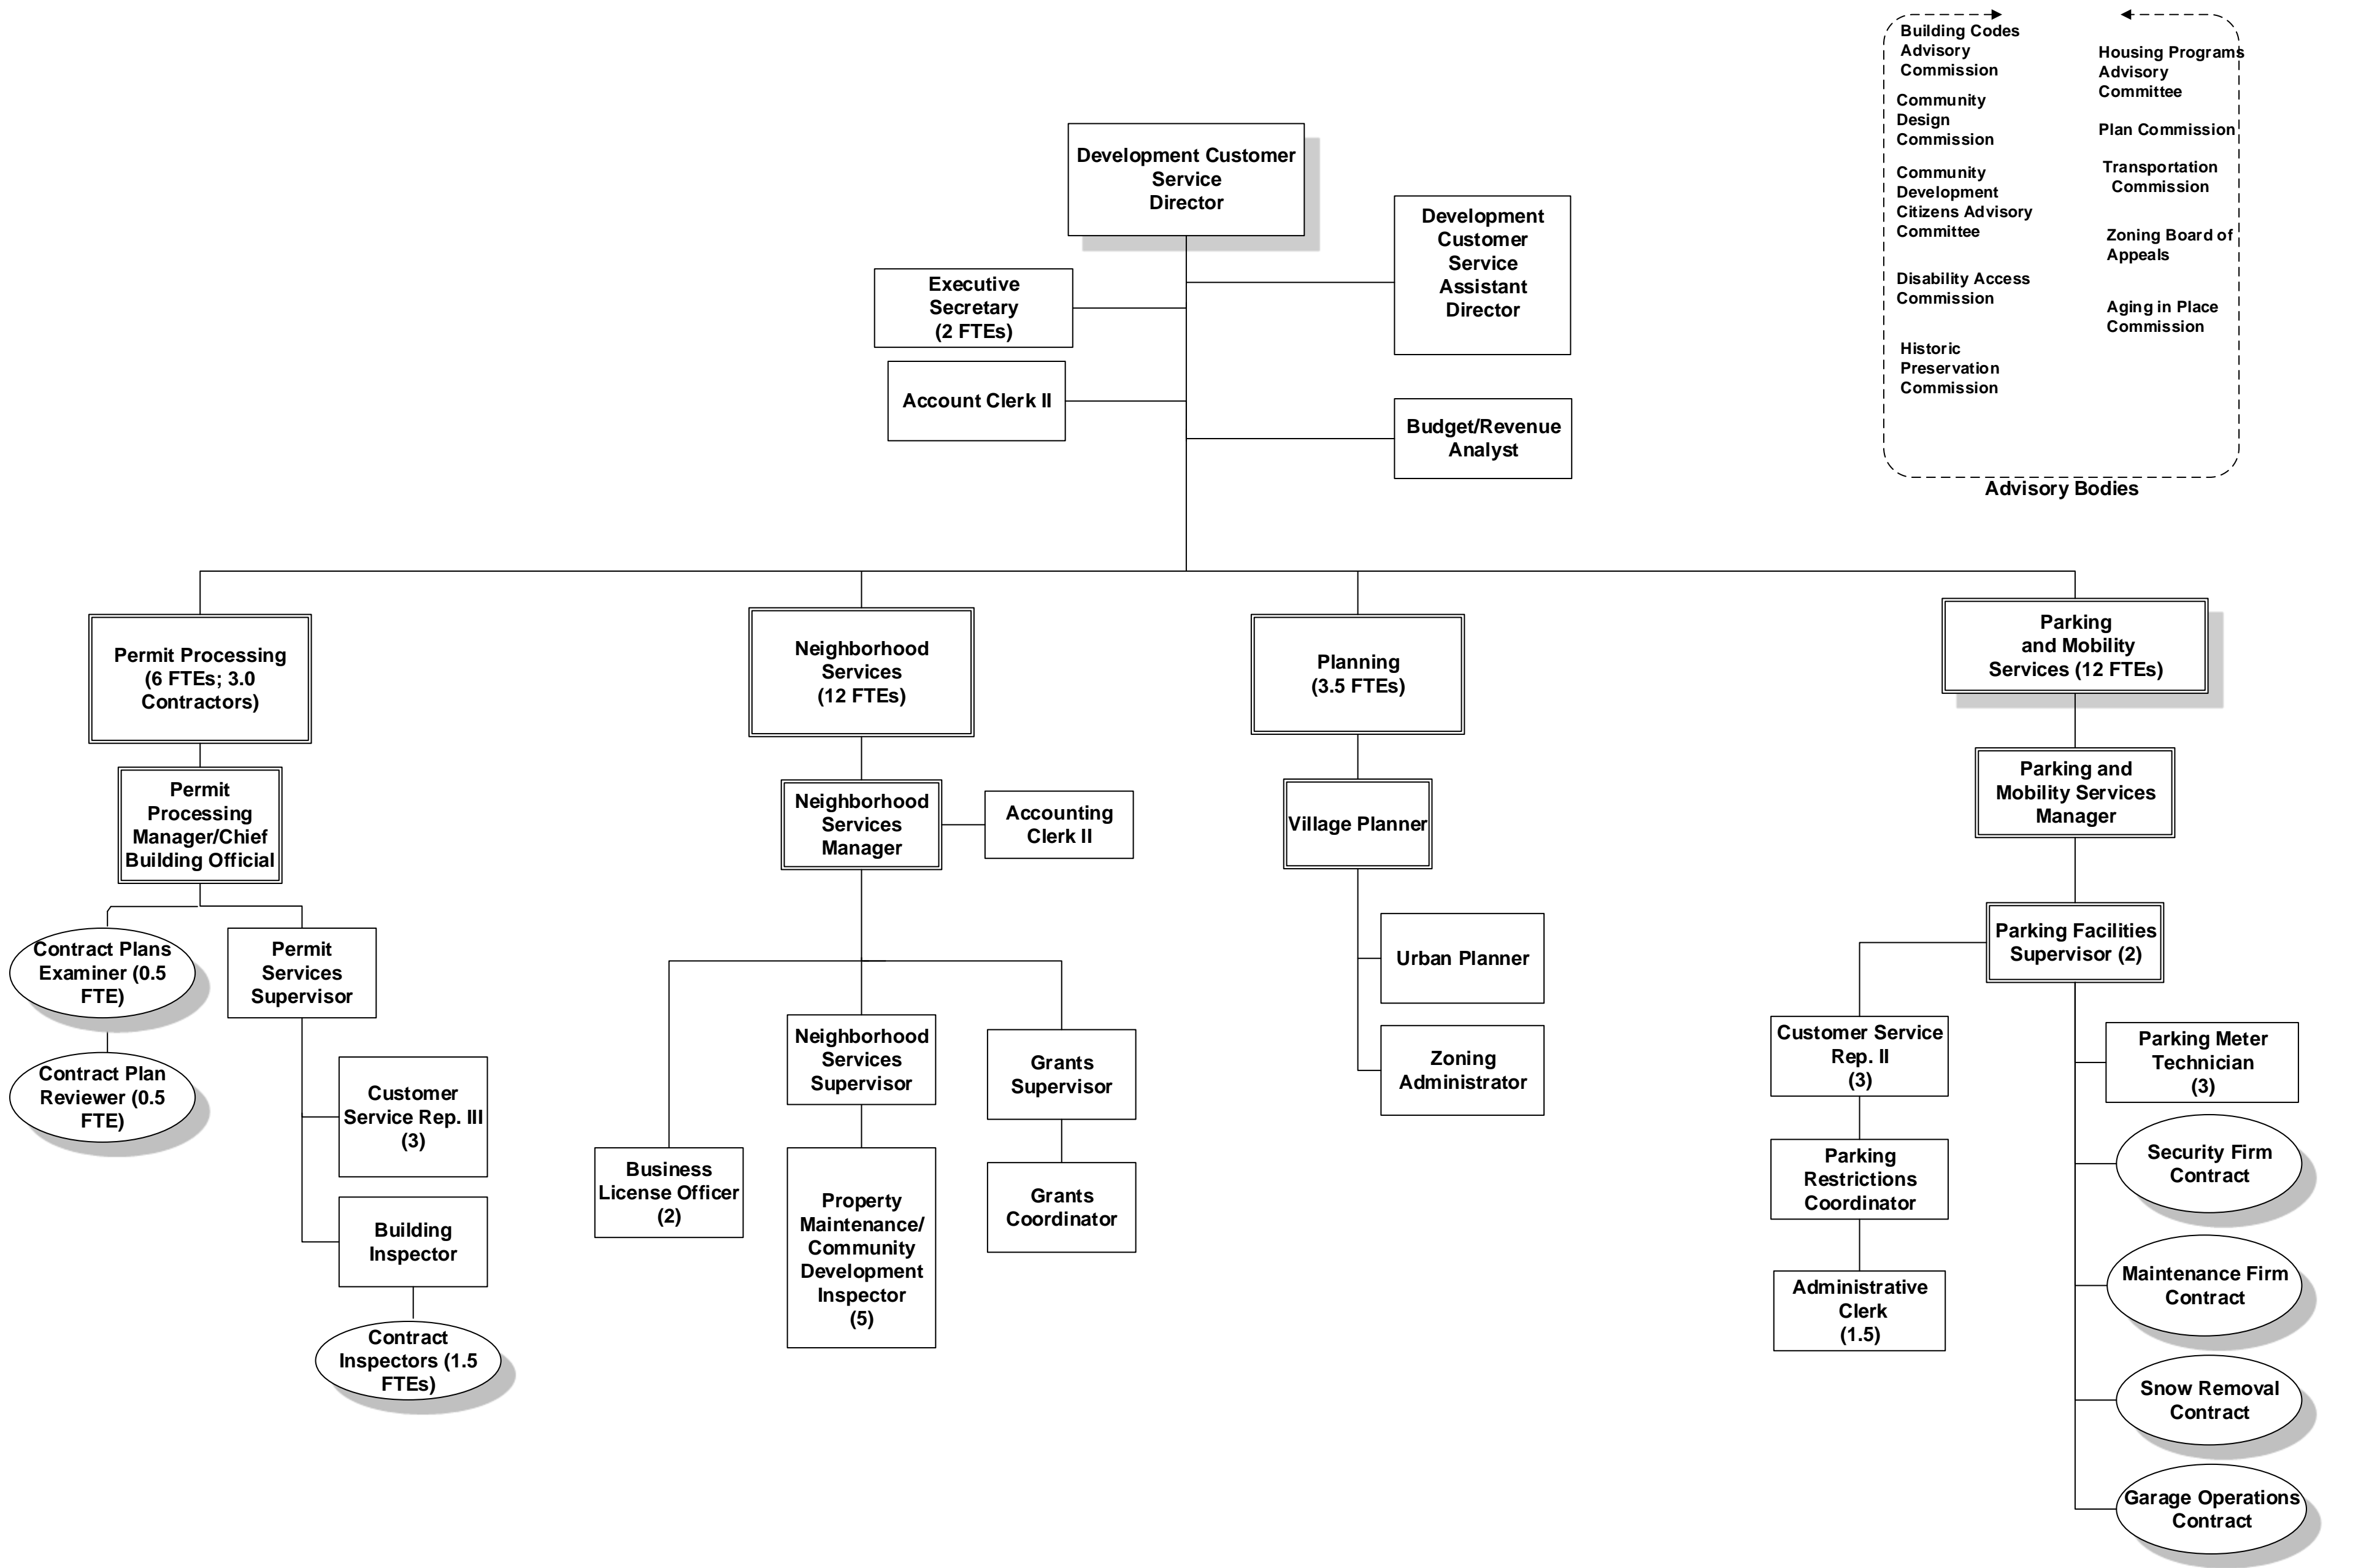 Building Codes
Advisory
Commission
Community
Design
Commission
Community
Development
Citizens Advisory
Committee
Disability Access
Commission
Historic
Preservation
Commission
Housing Programs
Advisory
Committee
Plan Commission
Transportation
Commission
Zoning Board of
Appeals
Aging in Place
Commission
Advisory Bodies
Development Customer
Service
Director
Development
Customer
Service
Assistant
Director
Executive
Secretary
(2 FTEs)
Account Clerk II
Budget/Revenue
Analyst
Permit Processing
(6 FTEs; 3.0
Contractors)
Permit
Processing
Manager/Chief
Building Official
Contract Plans
Examiner (0.5
FTE)
Contract Plan
Reviewer (0.5
FTE)
Permit
Services
Supervisor
Customer
Service Rep. III
(3)
Building
Inspector
Contract
Inspectors (1.5
FTEs)
Neighborhood
Services
(12 FTEs)
Neighborhood
Services
Manager
Accounting
Clerk II
Business
License Officer
(2)
Neighborhood
Services
Supervisor
Property
Maintenance/
Community
Development
Inspector
(5)
Grants
Supervisor
Grants
Coordinator
Planning
(3.5 FTEs)
Village Planner
Urban Planner
Zoning
Administrator
Parking
and Mobility
Services (12 FTEs)
Parking and
Mobility Services
Manager
Parking Facilities
Supervisor (2)
Customer Service
Rep. II
(3)
Parking
Restrictions
Coordinator
Administrative
Clerk
(1.5)
Parking Meter
Technician
(3)
Security Firm
Contract
Maintenance Firm
Contract
Snow Removal
Contract
Garage Operations
Contract